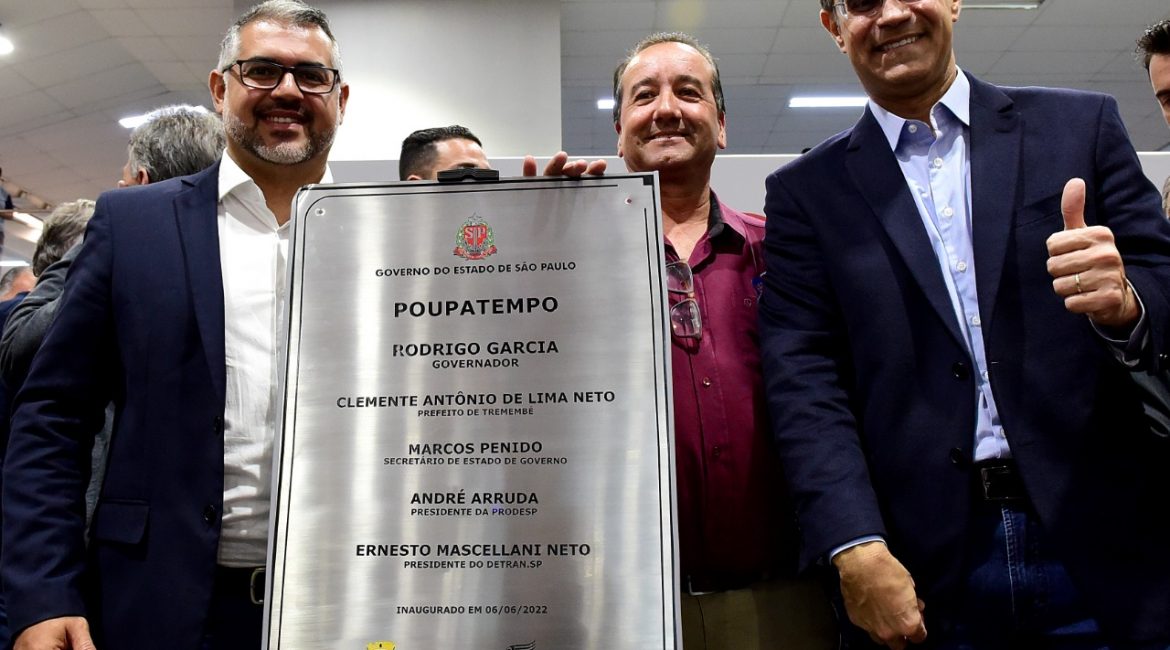 GOVERNO DO ESTADO DE SÃO PAULO
POUPATEMPO
RODRIGO GARCIA
GOVERNADOR
CLEMENTE ANTÔNIO DE LIMA NETO
PREFEITO DE TREMEMBÉ
MARCOS PENIDO
SECRETÁRIO DE ESTADO DE GOVERNO
ANDRÉ ARRUDA
PRESIDENTE DA PRODESP
ERNESTO MASCELLANI NETO
PRESIDENTE DO DETRAN.SP
INAUGURADO EM 06/06/2022